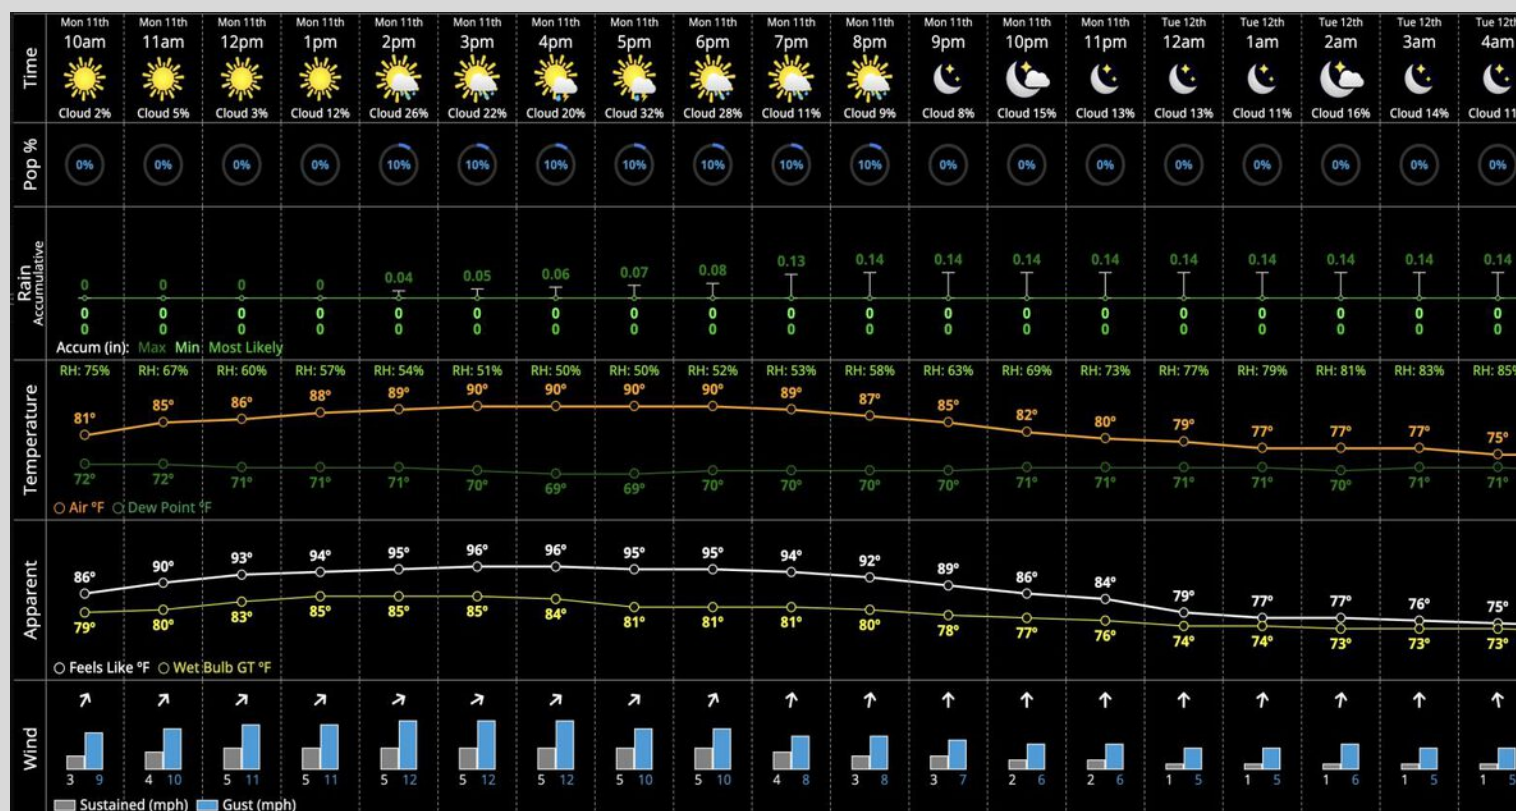 Mon 11th Mon 11th Mon 11th Mon 11th Mon 11th Mon 11th Mon 11th Mon 11th Mon 11th Mon 11th Mon 11th Mon 11th Mon 11th Mon 11th Tue 12th Tue 12th Tue 12th Tue 12th Tue 12th
Time
10am 11am 12pm 1pm 2pm 3pm 4pm 5pm 6pm 7pm 8pm 9pm 10pm 11pm 12am 1am 2am 3am 4am
Cloud 2% Cloud 5% Cloud 3% Cloud 12% Cloud 26% Cloud 22% Cloud 20% Cloud 32% Cloud 28% Cloud 11% Cloud 9% Cloud 8% Cloud 15% Cloud 13% Cloud 13% Cloud 11% Cloud 16% Cloud 14% Cloud 11
Pop %
0% 0% 0% 0% 10% 10% 10% 10% 10% 10% 10% 0% 0% 0% 0% 0% 0% 0% 0%
Rain
Accumulative
0 0 0 0 0.04 0.05 0.06 0.07 0.08 0.13 0.14 0.14 0.14 0.14 0.14 0.14 0.14 0.14 0.14
0 0 0 0 0 0 0 0 0 0 0 0 0 0 0 0 0 0 0
0 0 0 0 0 0 0 0 0 0 0 0 0 0 0 0 0 0 0
Accum (in): Max Min Most Likely
Temperature
RH: 75% RH: 67% RH: 60% RH: 57% RH: 54% RH: 51% RH: 50% RH: 50% RH: 52% RH: 53% RH: 58% RH: 63% RH: 69% RH: 73% RH: 77% RH: 79% RH: 81% RH: 83% RH: 85%
81° 85° 86° 88° 89° 90° 90° 90° 90° 89° 87° 85° 82° 80° 79° 77° 77° 77° 75°
72° 72° 71° 71° 71° 70° 69° 69° 70° 70° 70° 70° 71° 71° 71° 71° 70° 71° 71°
Air °F Dew Point °F
Apparent
86° 90° 93° 94° 95° 96° 96° 95° 95° 94° 92° 89° 86° 84° 79° 77° 77° 76° 75°
79° 80° 83° 85° 85° 85° 84° 81° 81° 81° 80° 78° 77° 76° 74° 74° 73° 73° 73°
Feels Like °F Wet Bulb GT °F
Wind
3 9 4 10 5 11 5 11 5 12 5 12 5 12 5 10 5 10 4 8 3 8 3 7 2 6 2 6 1 5 1 5 1 6 1 5 1 5
Sustained (mph) Gust (mph)